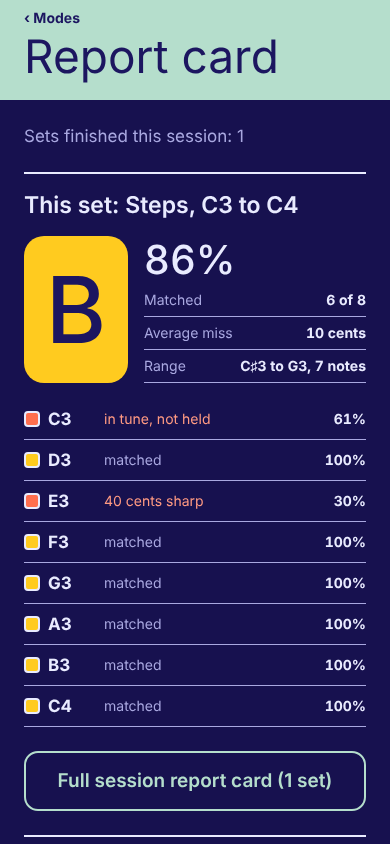 ‹ Modes
Report card
Sets finished this session: 1
This set: Steps, C3 to C4
B
86%
Matched 6 of 8
Average miss 10 cents
Range C♯3 to G3, 7 notes
C3 in tune, not held 61%
D3 matched 100%
E3 40 cents sharp 30%
F3 matched 100%
G3 matched 100%
A3 matched 100%
B3 matched 100%
C4 matched 100%
Full session report card (1 set)